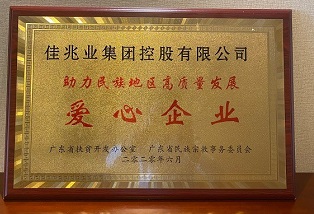 佳兆业集团控股有限公司
助力民族地区高质量发展
爱心企业
广东省扶贫开发办公室 广东省民族宗教事务委员会
二〇二〇年六月